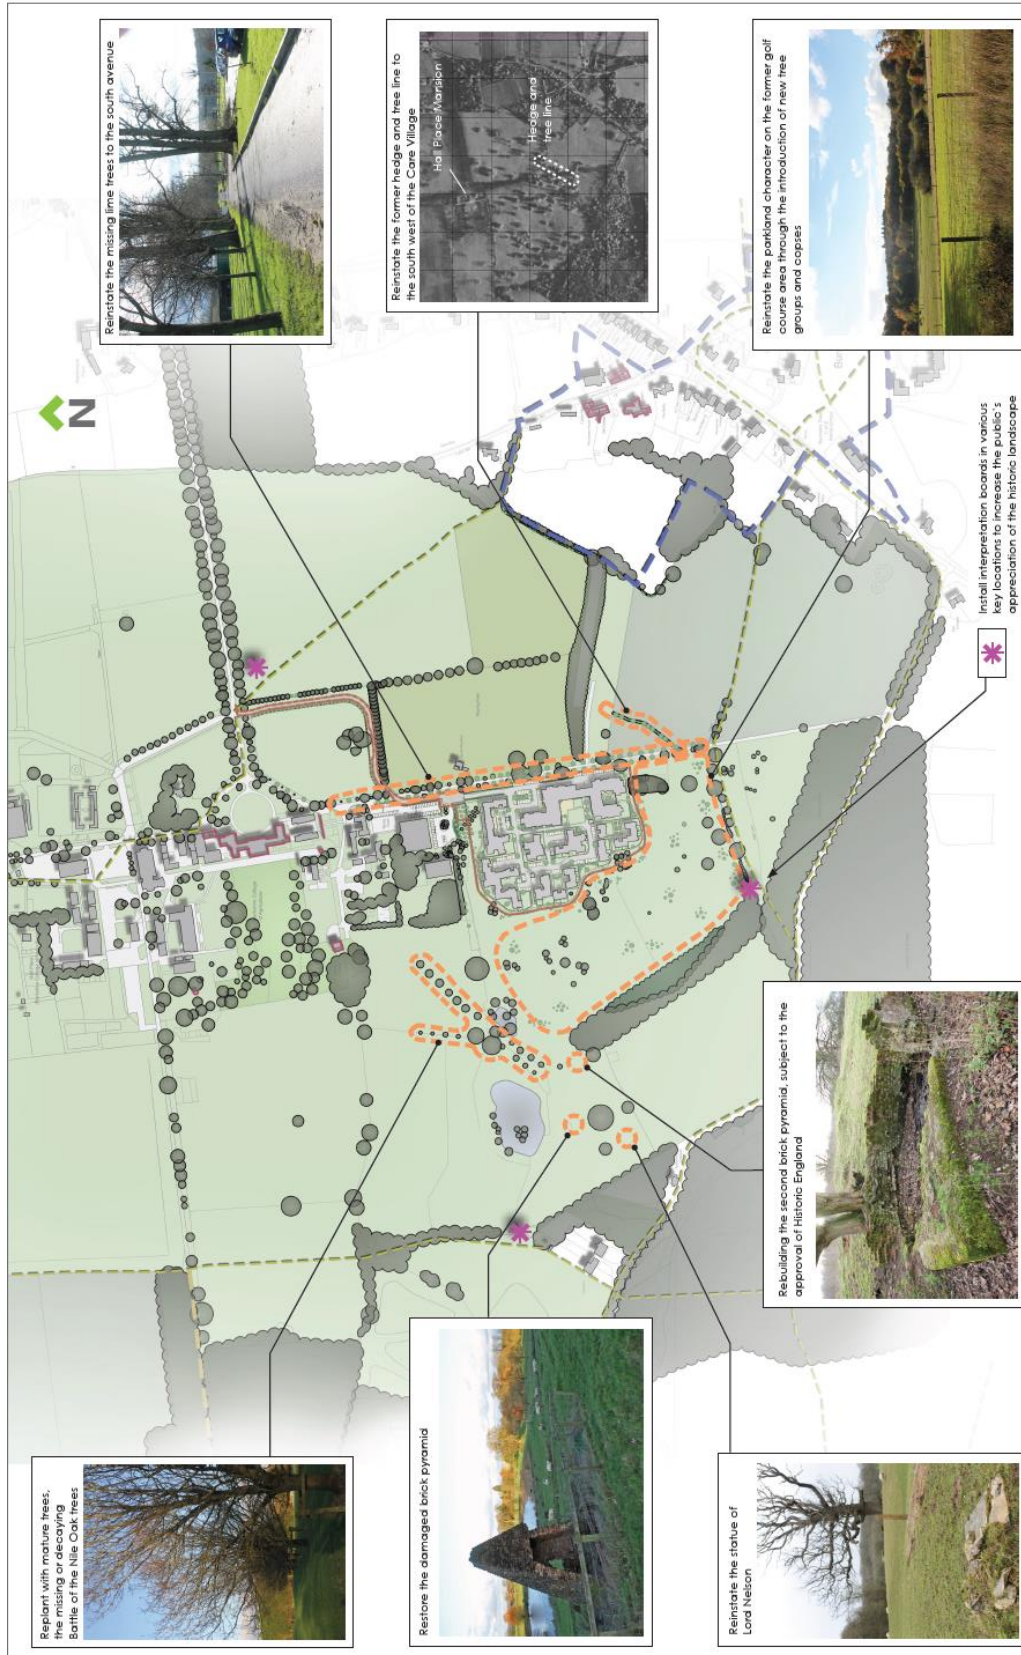 Replant with mature trees,
the missing or decaying
Battle of the Nile Oak trees
Restore the damaged brick pyramid
Reinstate the statue of
Lord Nelson
Rebuilding the second brick pyramid, subject to the
approval of Historic England
N
Reinstate the missing lime trees to the south avenue
Reinstate the former hedge and tree line to
the south west of the Care Village
Hall Place Mansion
Hedge and
tree line
Reinstate the parkland character on the former golf
course area through the introduction of new tree
groups and copses
Install interpretation boards in various
key locations to increase the public's
appreciation of the historic landscape